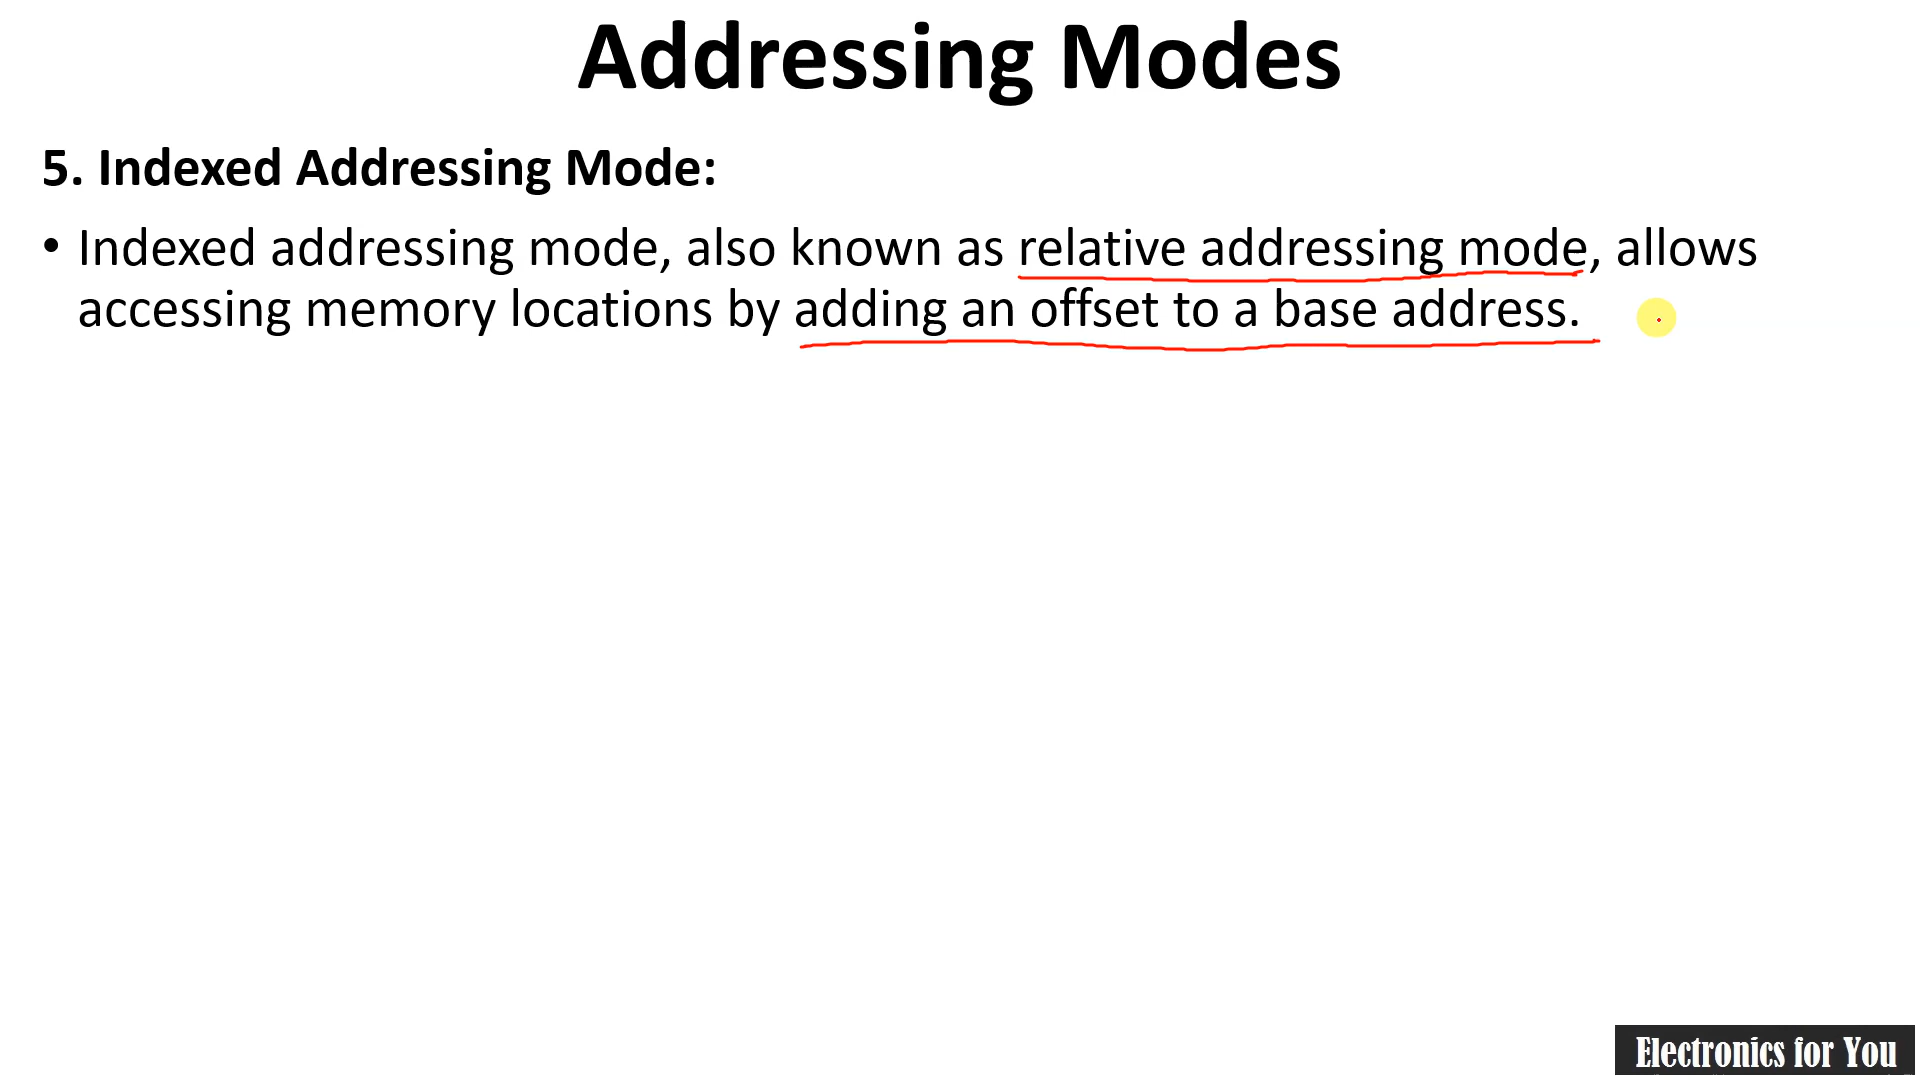 Addressing Modes
5. Indexed Addressing Mode:
• Indexed addressing mode, also known as relative addressing mode, allows
accessing memory locations by adding an offset to a base address.
Electronics for You